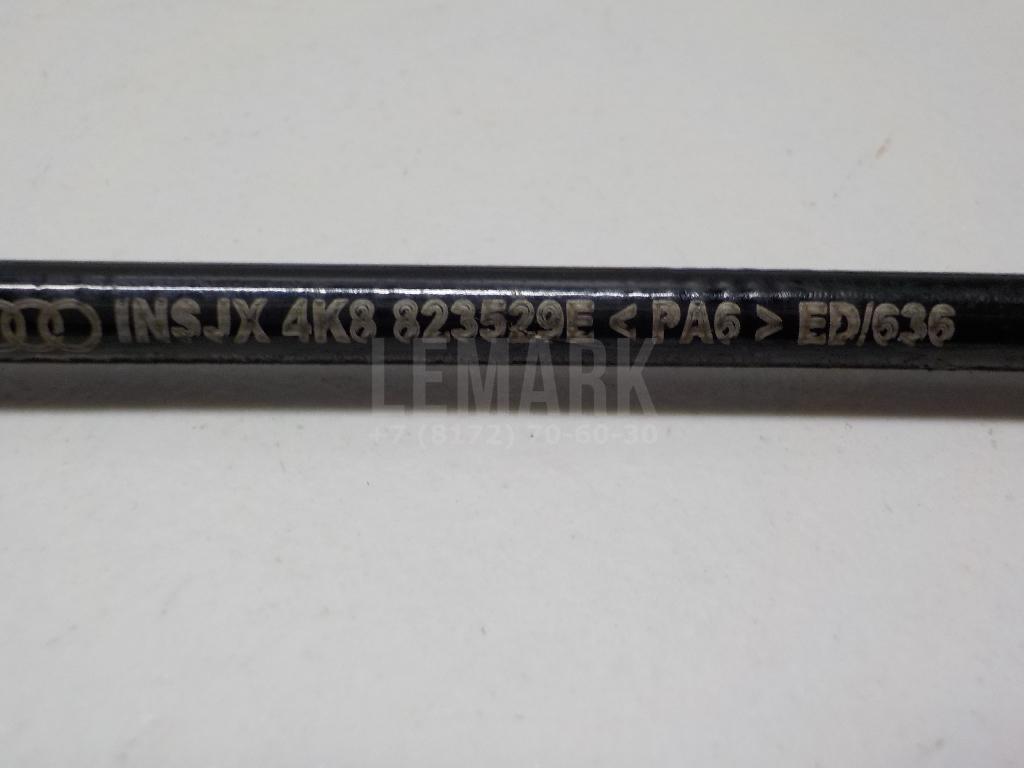 INSJX 4K8 823529E < PA6 > ED/636
LEMARK
+7 (8172) 70-60-30